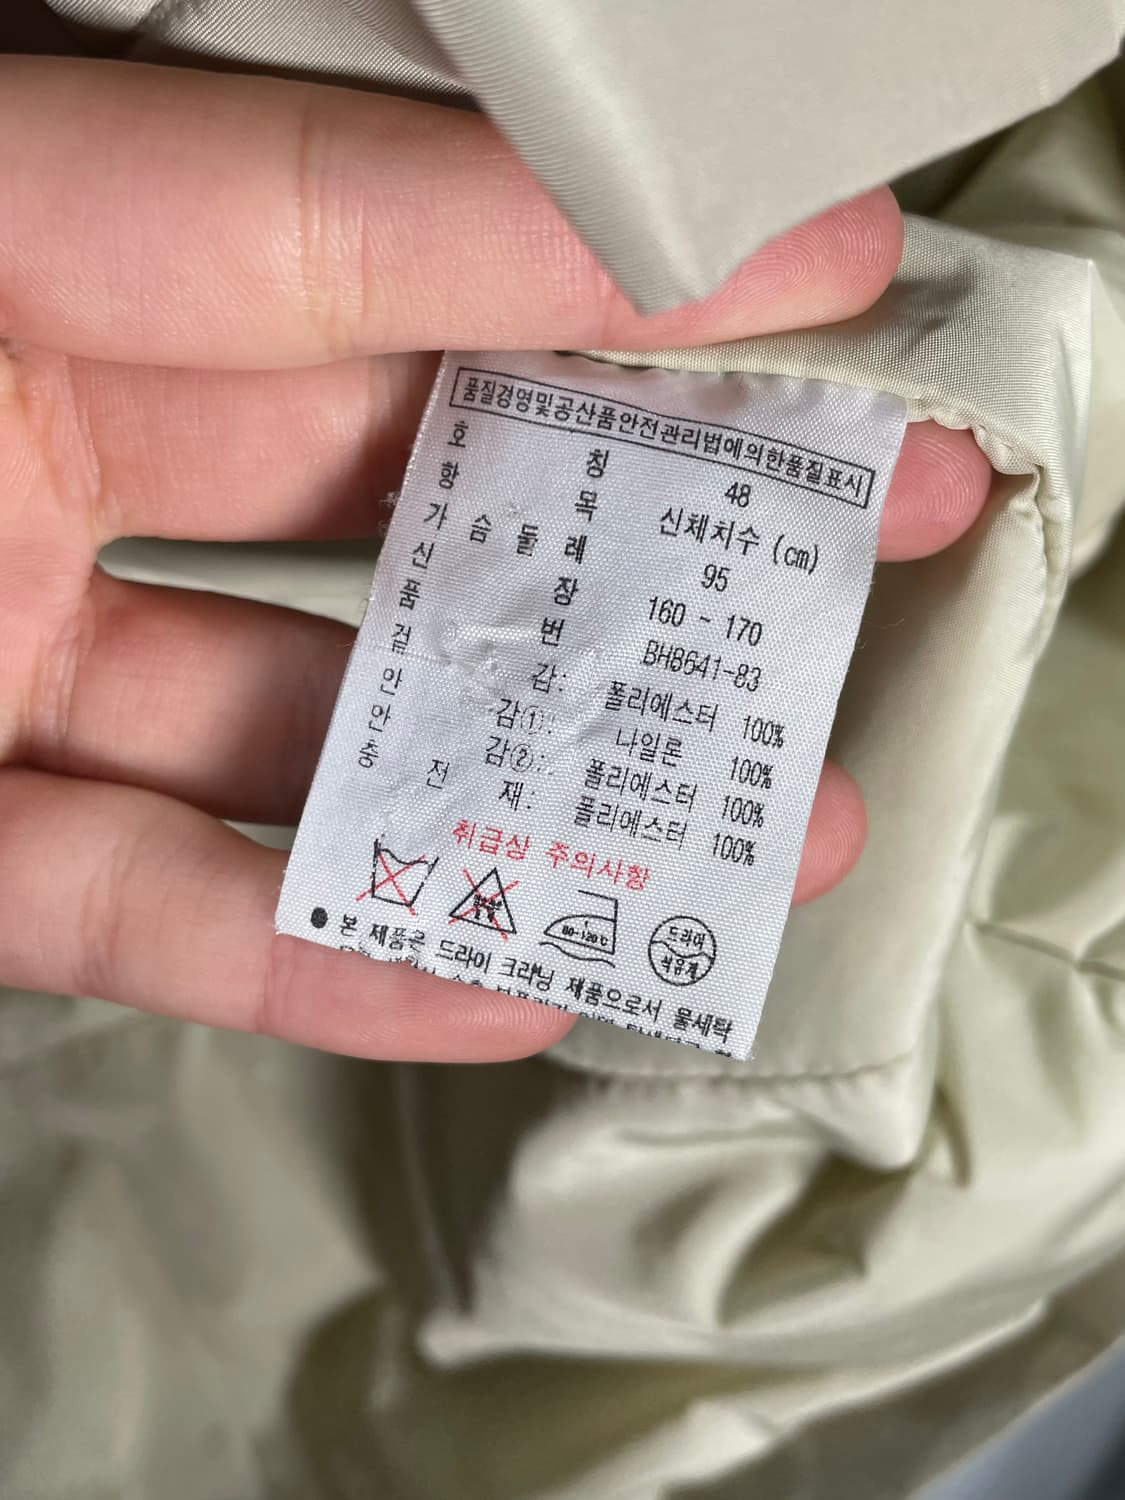 품질경영및공산품안전관리법에의한품질표시
호 칭 48
항 목 신체치수 (cm)
가 슴 둘 레 95
신 장 160 - 170
품 번 BH8641-83
겉 감: 폴리에스터 100%
안 감①: 나일론 100%
안 감②: 폴리에스터 100%
충 전 재: 폴리에스터 100%
취급상 주의사항
80-120℃
드라이
석유계
● 본 제품은 드라이 크리닝 제품으로서 물세탁